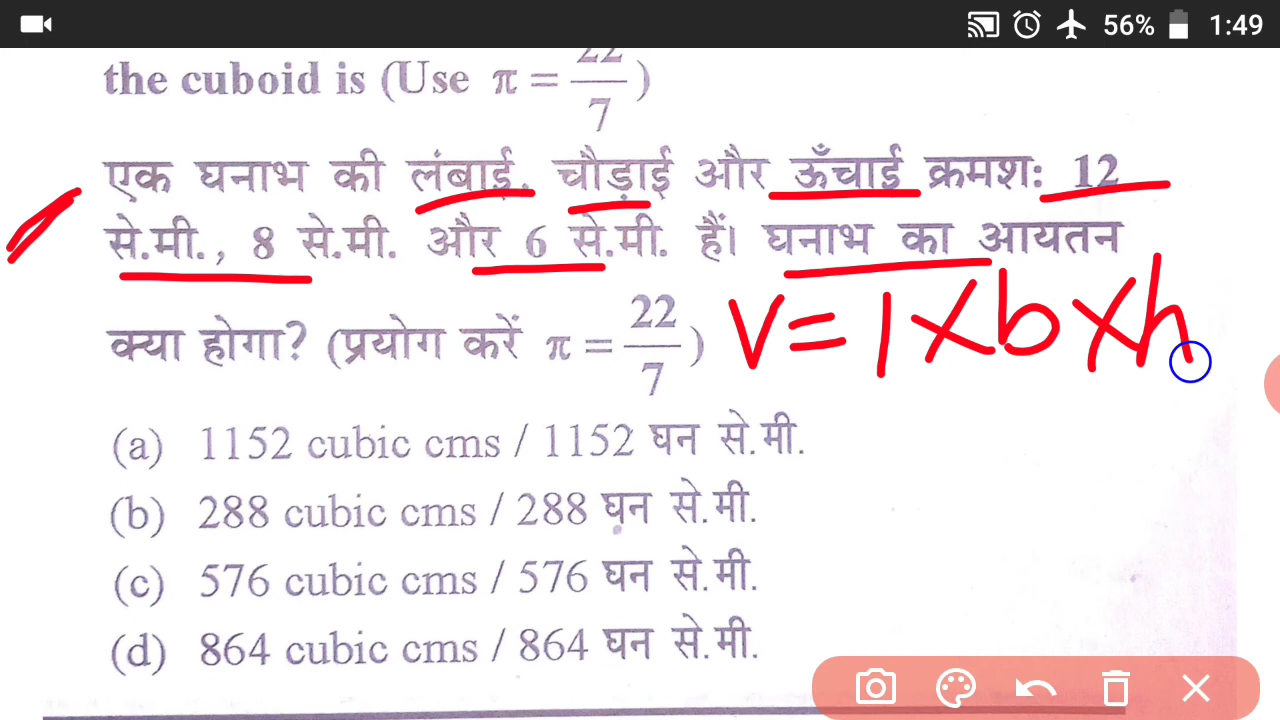 56% 1:49
the cuboid is (Use π = 22/7)
एक घनाभ की लंबाई, चौड़ाई और ऊँचाई क्रमशः 12
से.मी., 8 से.मी. और 6 से.मी. हैं। घनाभ का आयतन
क्या होगा? (प्रयोग करें π = 22/7) V = l × b × h
(a) 1152 cubic cms / 1152 घन से.मी.
(b) 288 cubic cms / 288 घन से.मी.
(c) 576 cubic cms / 576 घन से.मी.
(d) 864 cubic cms / 864 घन से.मी.